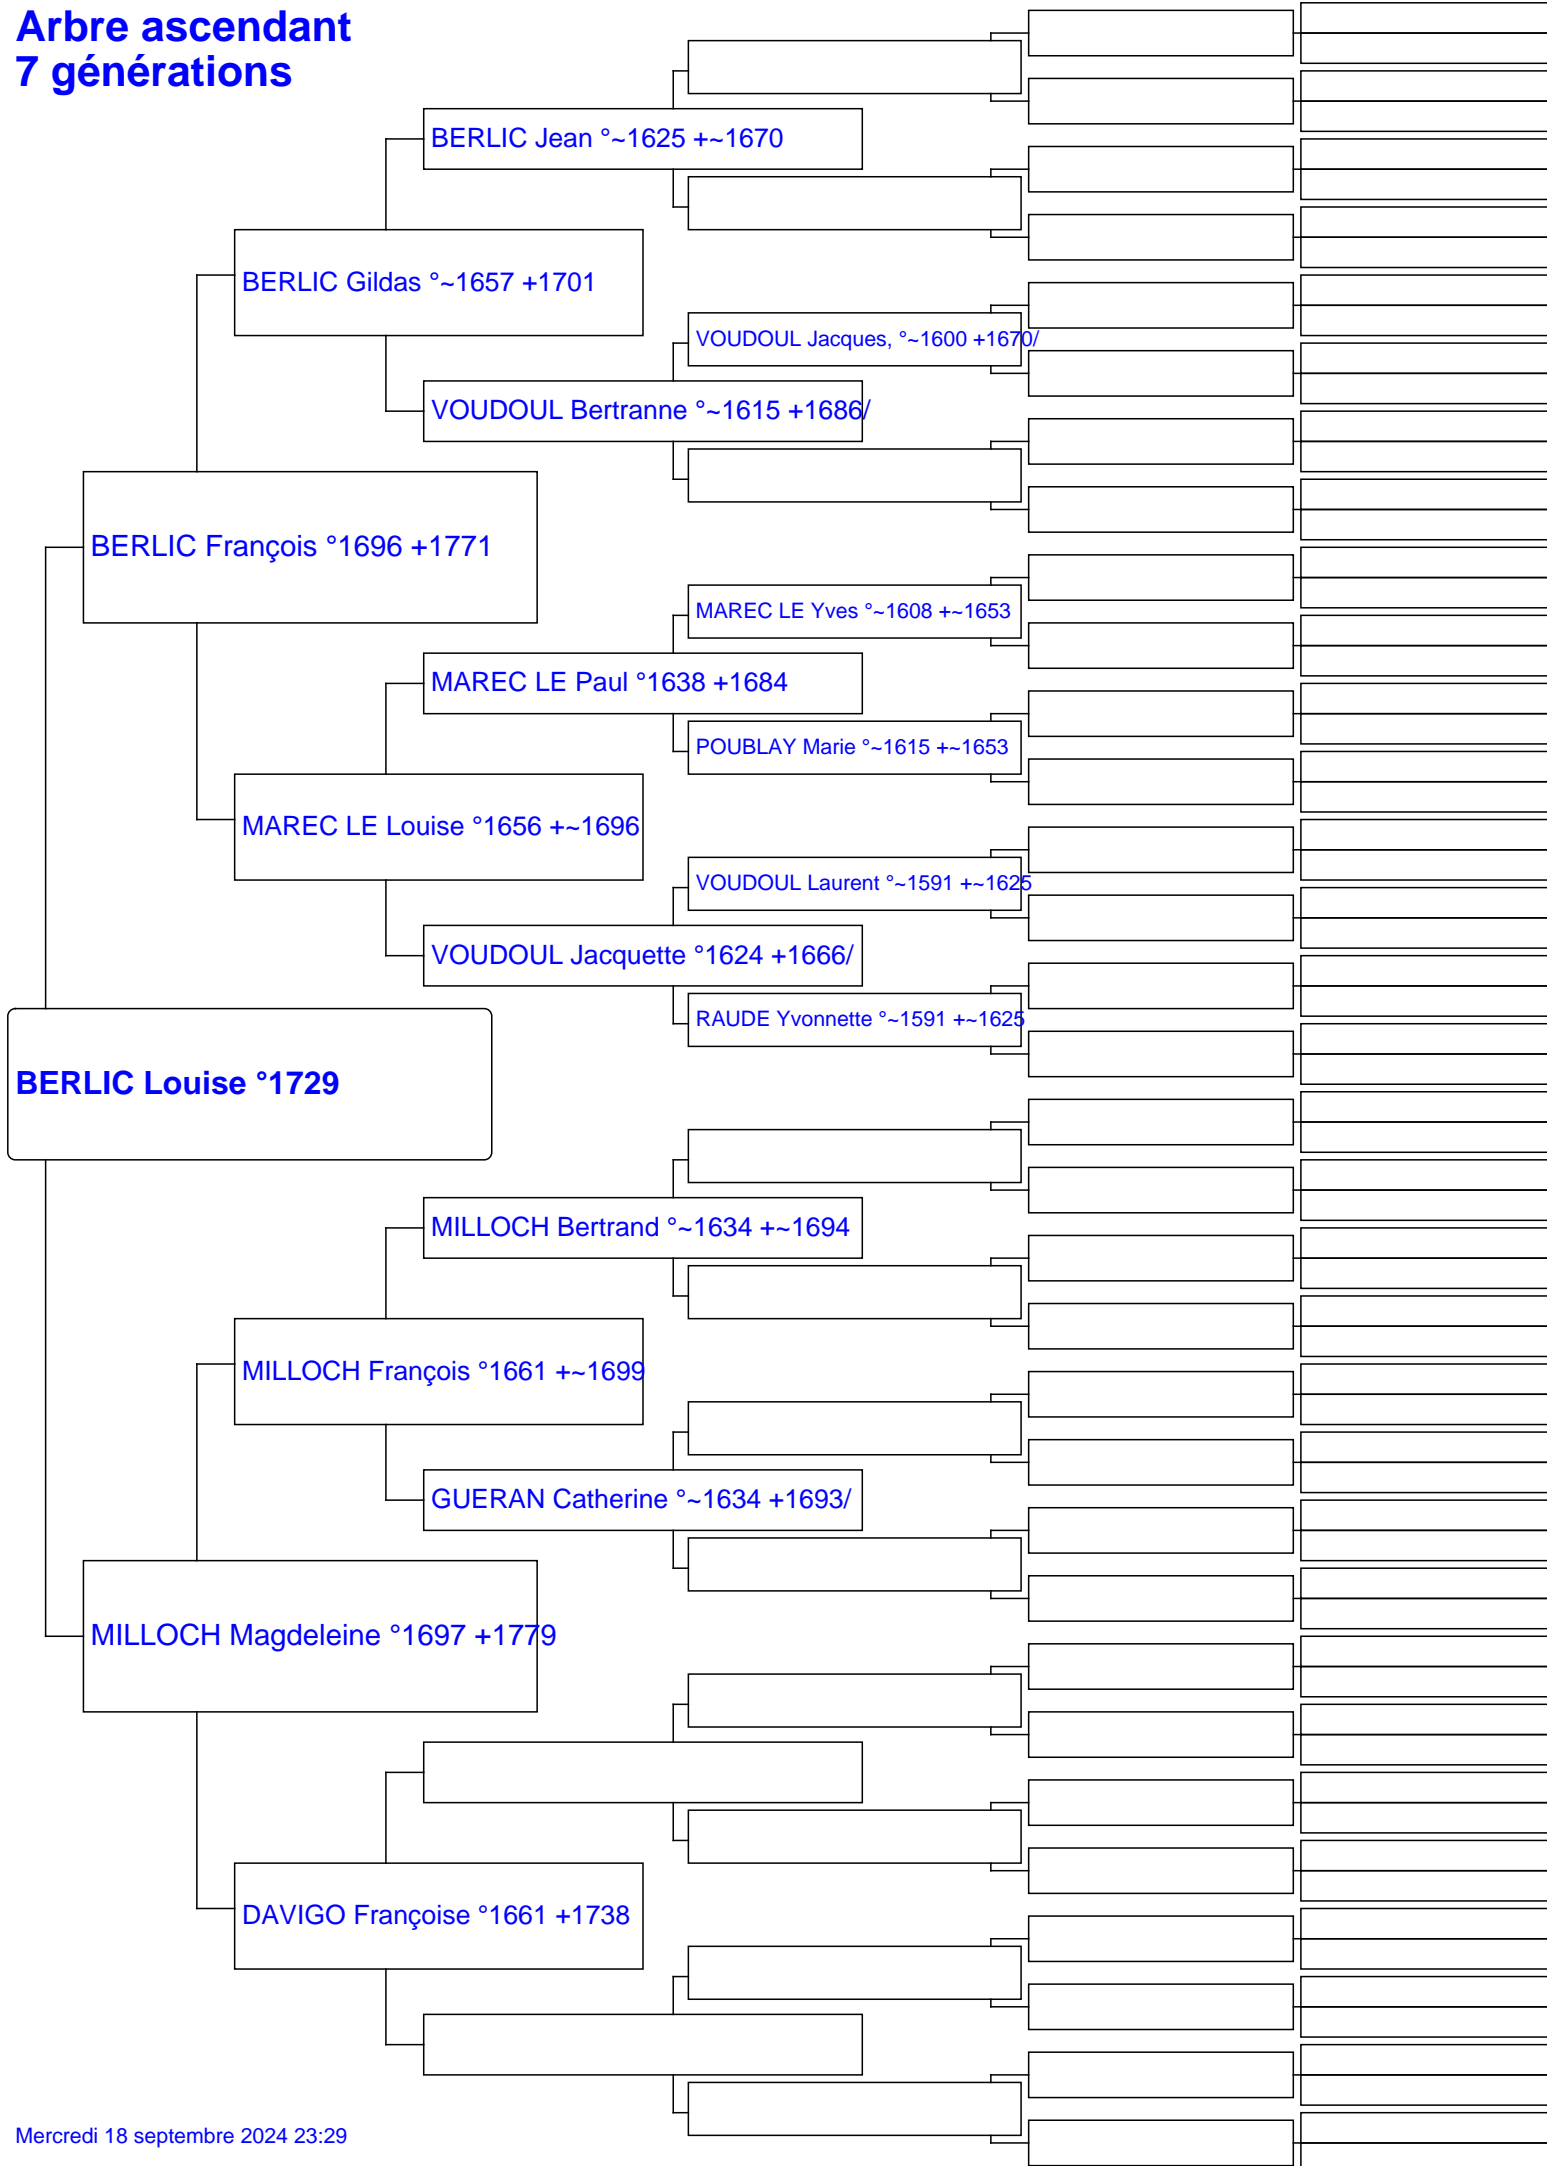 Arbre ascendant
7 générations
BERLIC Jean °~1625 +~1670
BERLIC Gildas °~1657 +1701
VOUDOUL Jacques, °~1600 +1670/
VOUDOUL Bertranne °~1615 +1686/
BERLIC François °1696 +1771
MAREC LE Yves °~1608 +~1653
MAREC LE Paul °1638 +1684
POUBLAY Marie °~1615 +~1653
MAREC LE Louise °1656 +~1696
VOUDOUL Laurent °~1591 +~1625
VOUDOUL Jacquette °1624 +1666/
RAUDE Yvonnette °~1591 +~1625
BERLIC Louise °1729
MILLOCH Bertrand °~1634 +~1694
MILLOCH François °1661 +~1699
GUERAN Catherine °~1634 +1693/
MILLOCH Magdeleine °1697 +1779
DAVIGO Françoise °1661 +1738
Mercredi 18 septembre 2024 23:29